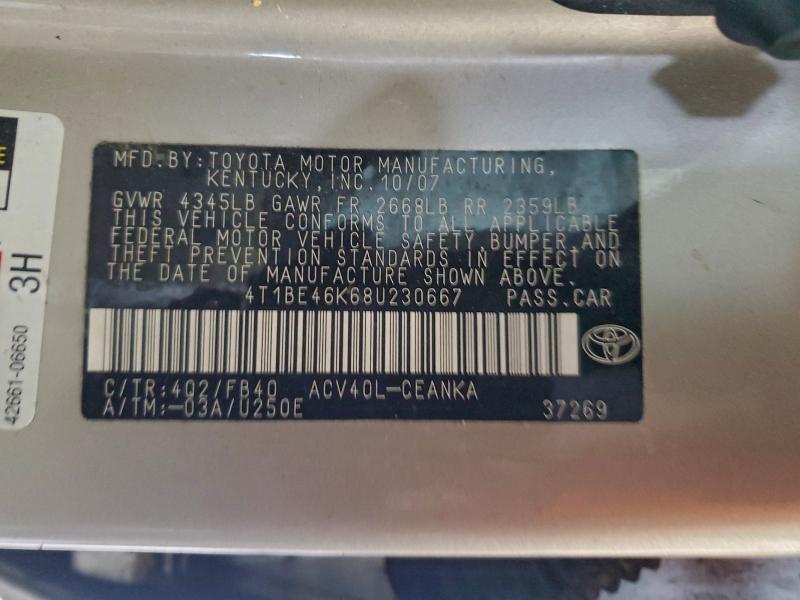 MFD.BY:TOYOTA MOTOR MANUFACTURING,
KENTUCKY,INC.10/07
GVWR 4345LB GAWR FR 2668LB RR 2359LB
THIS VEHICLE CONFORMS TO ALL APPLICABLE
FEDERAL MOTOR VEHICLE SAFETY BUMPER,AND
THEFT PREVENTION STANDARDS IN EFFECT ON
THE DATE OF MANUFACTURE SHOWN ABOVE.
4T1BE46K68U230667 PASS.CAR
C/TR:4Q2/FB40 ACV40L-CEANKA
A/TM:-03A/U250E 37269
3H
42661-06650